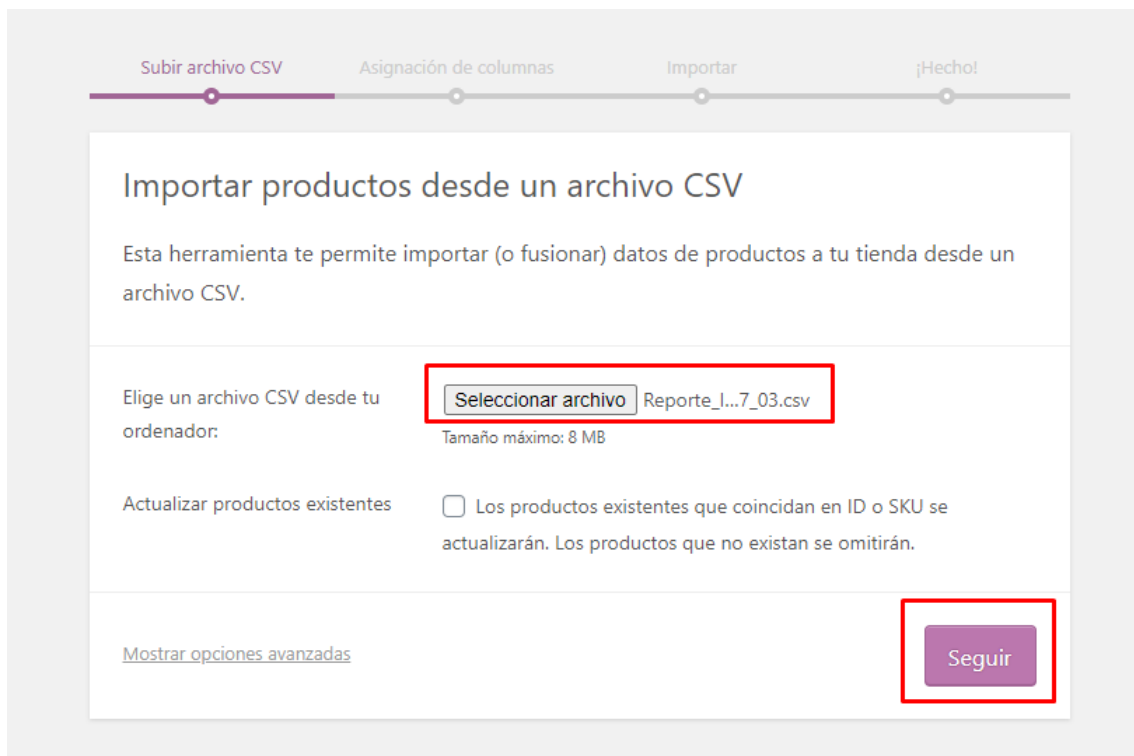 Subir archivo CSV
Asignación de columnas
Importar
¡Hecho!
Importar productos desde un archivo CSV
Esta herramienta te permite importar (o fusionar) datos de productos a tu tienda desde un
archivo CSV.
Elige un archivo CSV desde tu
ordenador:
Seleccionar archivo Reporte_I...7_03.csv
Tamaño máximo: 8 MB
Actualizar productos existentes
Los productos existentes que coincidan en ID o SKU se
actualizarán. Los productos que no existan se omitirán.
Mostrar opciones avanzadas
Seguir